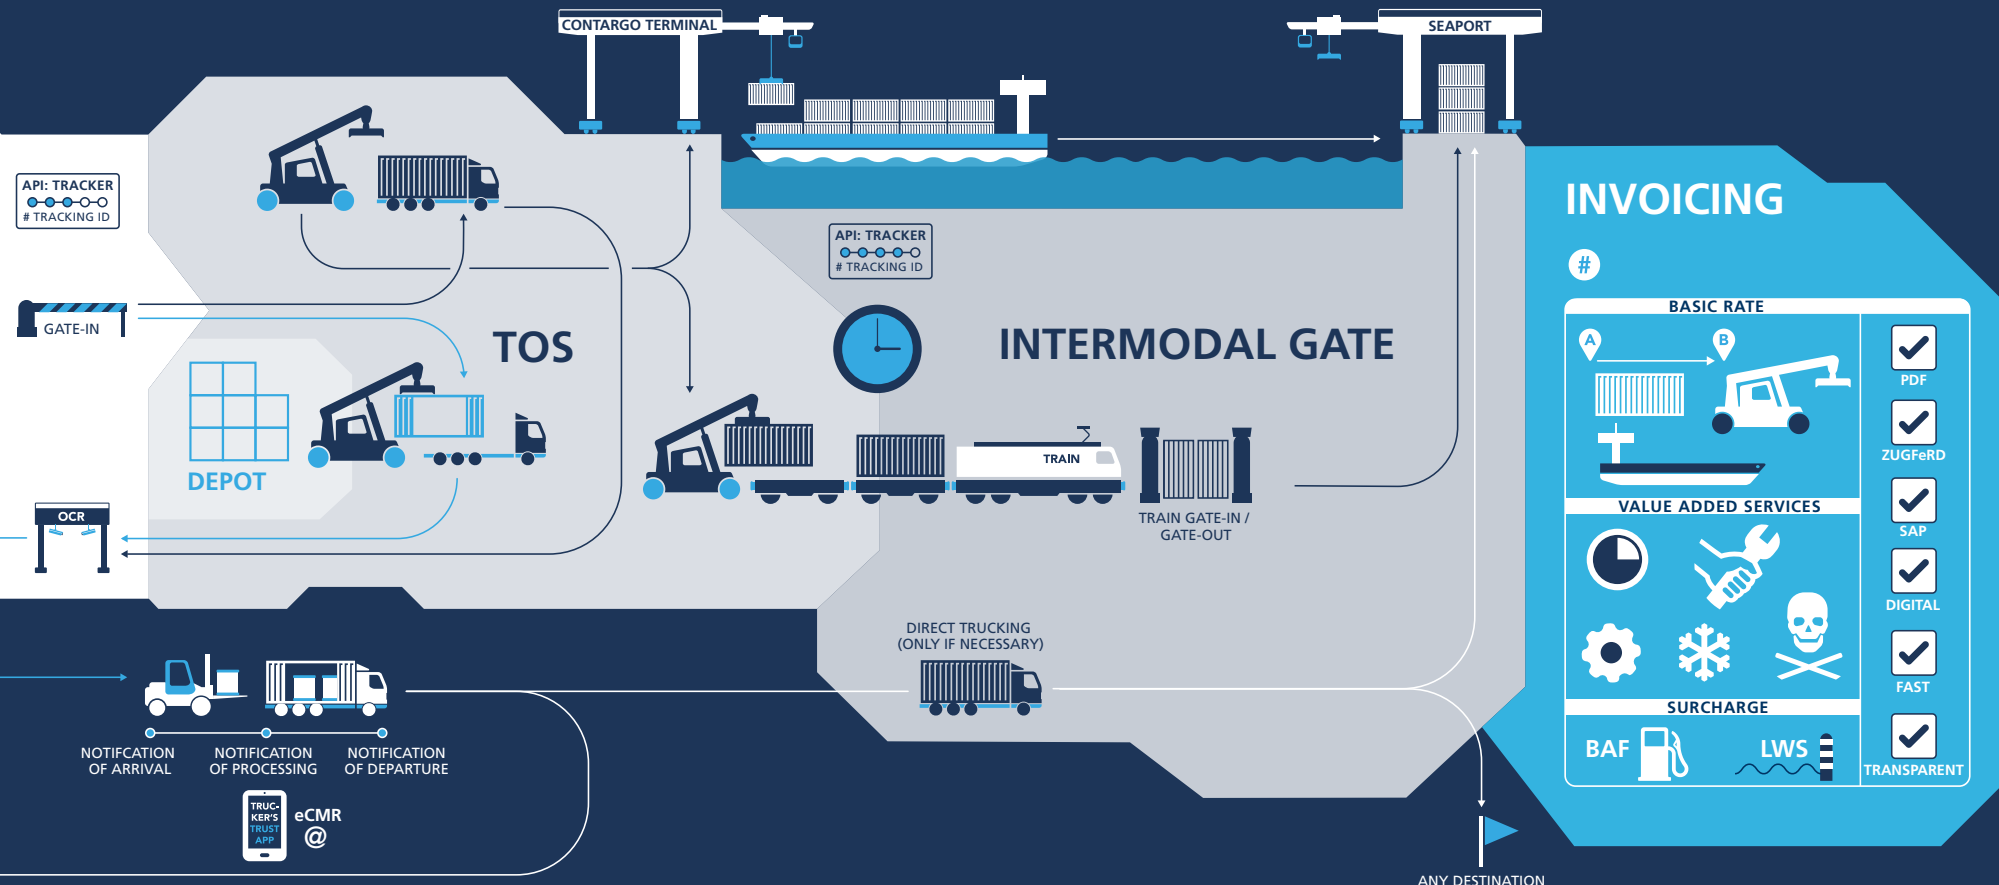 CONTARGO TERMINAL
SEAPORT
API: TRACKER
# TRACKING ID
GATE-IN
TOS
DEPOT
OCR
API: TRACKER
# TRACKING ID
INTERMODAL GATE
TRAIN
TRAIN GATE-IN /
GATE-OUT
DIRECT TRUCKING
(ONLY IF NECESSARY)
NOTIFCATION
OF ARRIVAL
NOTIFICATION
OF PROCESSING
NOTIFICATION
OF DEPARTURE
TRUC-
KER'S
TRUST
APP
eCMR
@
ANY DESTINATION
INVOICING
#
BASIC RATE
A
B
VALUE ADDED SERVICES
SURCHARGE
BAF
LWS
PDF
ZUGFeRD
SAP
DIGITAL
FAST
TRANSPARENT